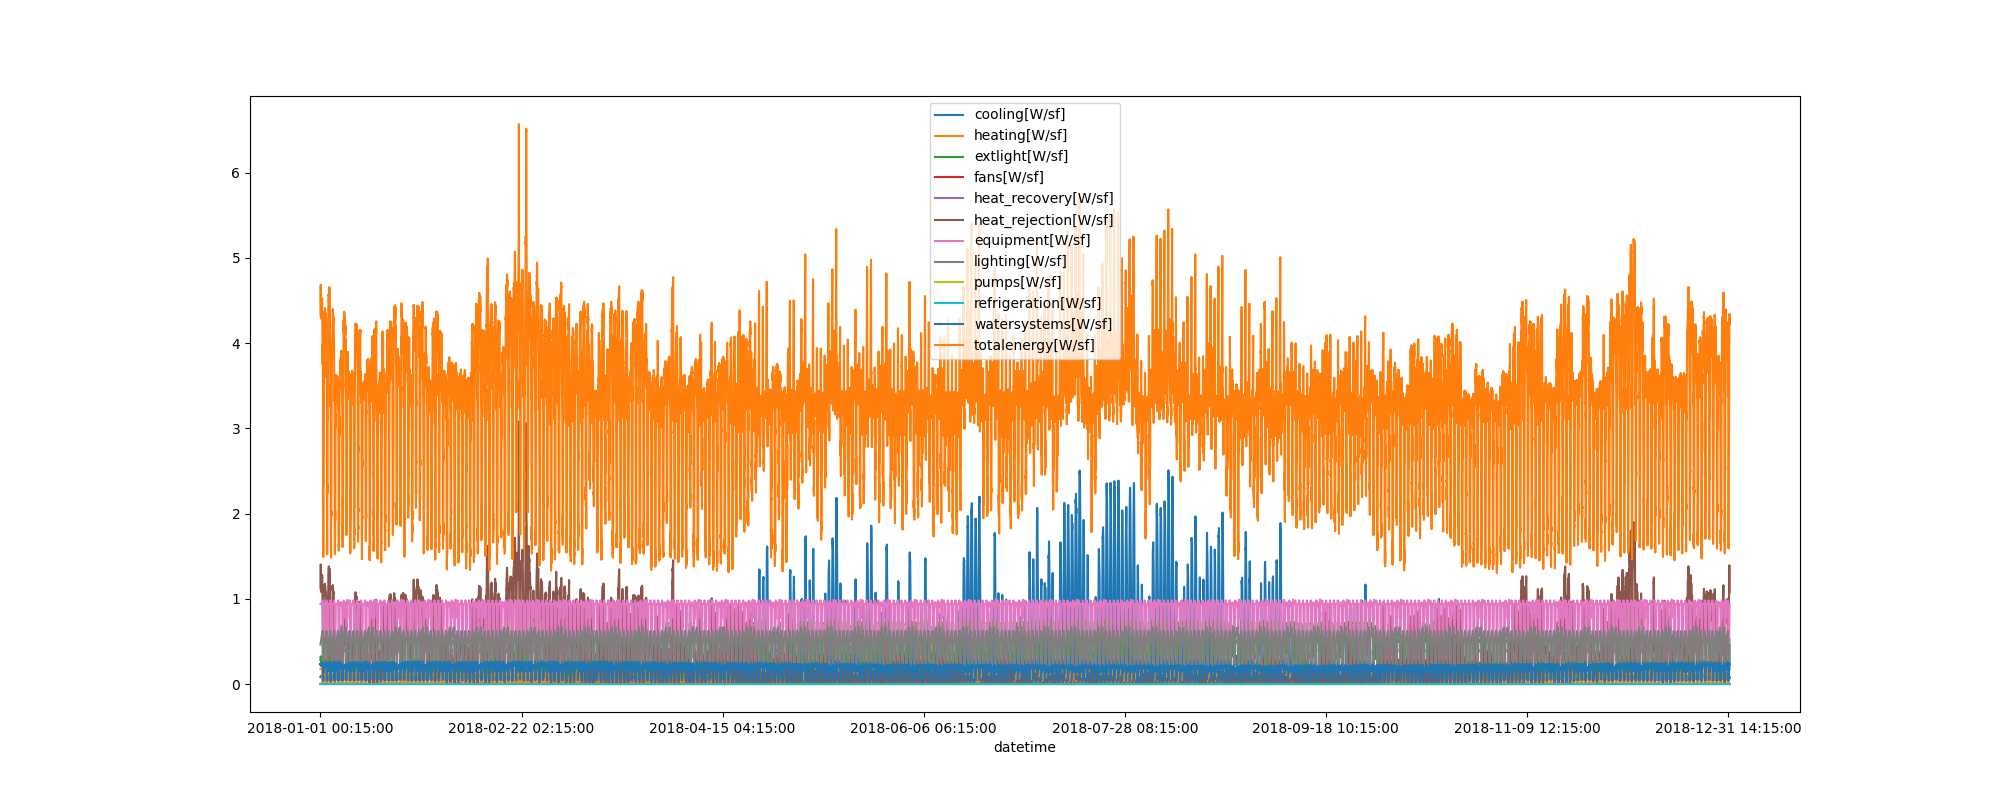 6
5
4
3
2
1
0
cooling[W/sf]
heating[W/sf]
extlight[W/sf]
fans[W/sf]
heat_recovery[W/sf]
heat_rejection[W/sf]
equipment[W/sf]
lighting[W/sf]
pumps[W/sf]
refrigeration[W/sf]
watersystems[W/sf]
totalenergy[W/sf]
2018-01-01 00:15:00 2018-02-22 02:15:00 2018-04-15 04:15:00 2018-06-06 06:15:00 2018-07-28 08:15:00 2018-09-18 10:15:00 2018-11-09 12:15:00 2018-12-31 14:15:00
datetime